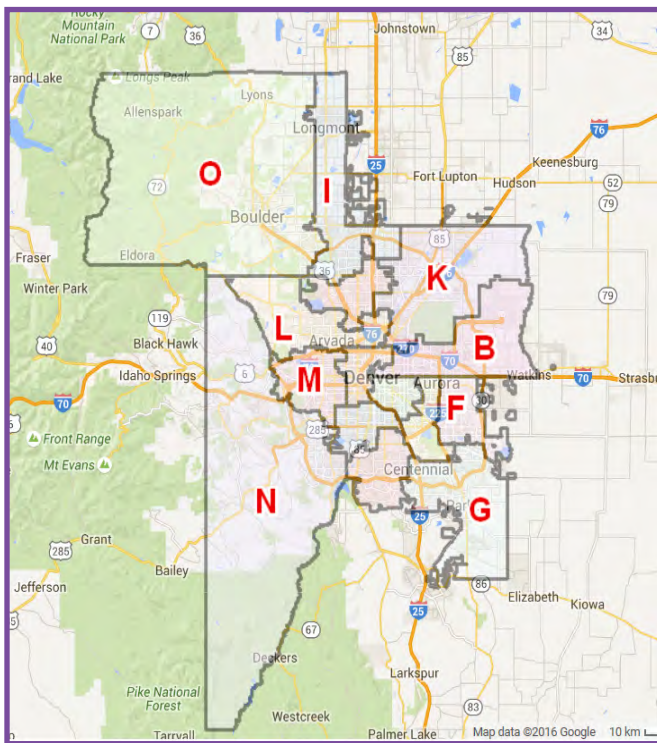 Rocky
Mountain
National Park
7
36
Johnstown
34
85
rand Lake
Longs Peak
Lyons
Allenspark
Longmont
76
25
Keenesburg
O
I
Fort Lupton
Hudson
52
72
79
Boulder
85
Eldora
Fraser
36
K
Winter Park
119
L
79
40
Black Hawk
Arvada
76
B
Idaho Springs
6
M
Denver
Aurora
70
Watkins
Strasb
70
70
F
225
Front Range
285
Mt Evans
Centennial
N
G
Par
25
285
Grant
Bailey
86
Elizabeth
Kiowa
Jefferson
25
67
Deckers
Larkspur
Pike National
Forest
Westcreek
83
Tarryall
Palmer Lake
Map data ©2016 Google
10 km